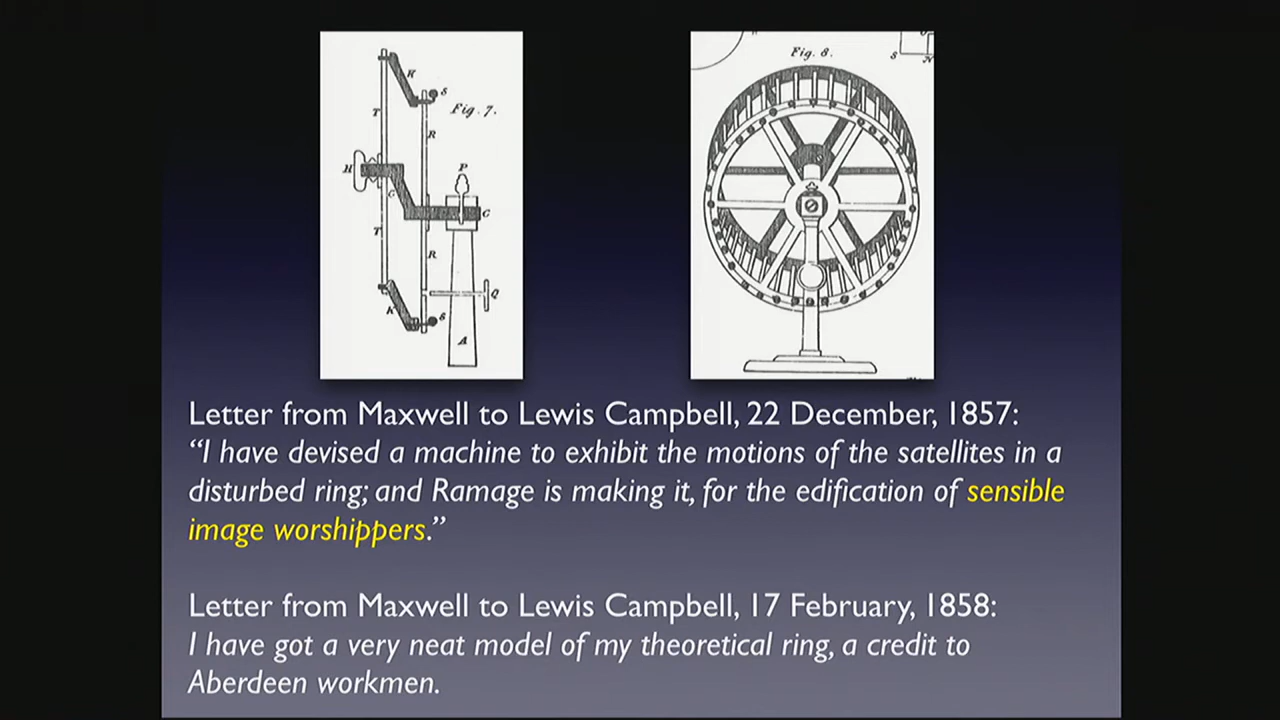 Fig. 7.
K
S
T
R
H
P
C
G
T
R
Q
K
S
A
Fig. 8.
S
Letter from Maxwell to Lewis Campbell, 22 December, 1857:
“I have devised a machine to exhibit the motions of the satellites in a
disturbed ring; and Ramage is making it, for the edification of sensible
image worshippers.”
Letter from Maxwell to Lewis Campbell, 17 February, 1858:
I have got a very neat model of my theoretical ring, a credit to
Aberdeen workmen.